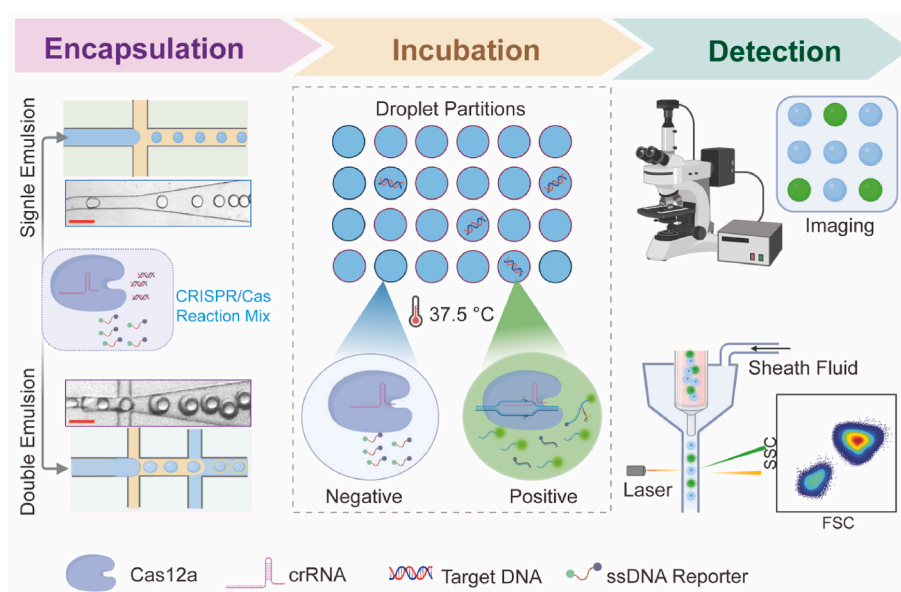 Encapsulation
Incubation
Detection
Signle Emulsion
CRISPR/Cas
Reaction Mix
Double Emulsion
Droplet Partitions
37.5 °C
Negative
Positive
Imaging
Sheath Fluid
Laser
SSC
FSC
Cas12a
crRNA
Target DNA
ssDNA Reporter